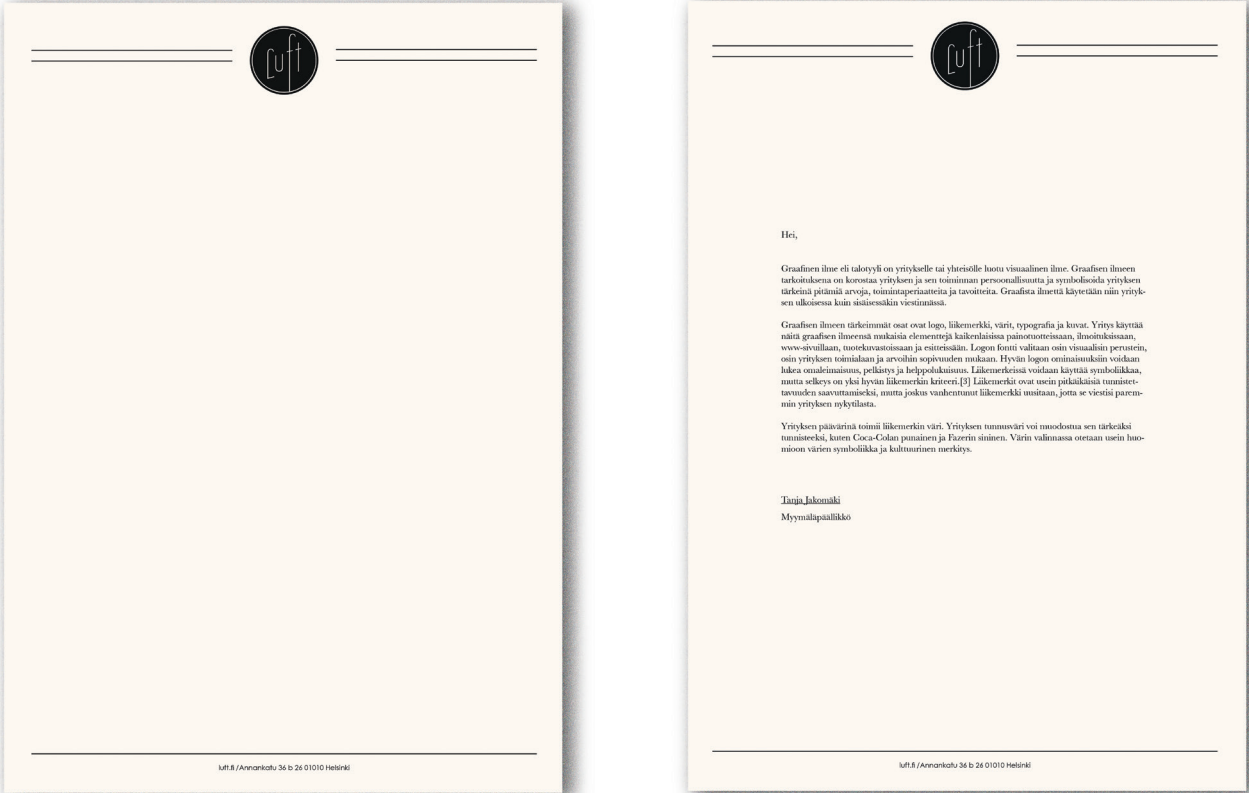 luft
luft.fi /Annankatu 36 b 26 01010 Helsinki
luft
Hei,
Graafinen ilme eli talotyyli on yritykselle tai yhteisölle luotu visuaalinen ilme. Graafisen ilmeen
tarkoituksena on korostaa yrityksen ja sen toiminnan persoonallisuutta ja symbolisoida yrityksen
tärkeinä pitämiä arvoja, toimintaperiaatteita ja tavoitteita. Graafista ilmettä käytetään niin yrityk-
sen ulkoisessa kuin sisäisessäkin viestinnässä.
Graafisen ilmeen tärkeimmät osat ovat logo, liikemerkki, värit, typografia ja kuvat. Yritys käyttää
näitä graafisen ilmeensä mukaisia elementtejä kaikenlaisissa painotuotteissaan, ilmoituksissaan,
www-sivuillaan, tuotekuvastoissaan ja esitteissään. Logon fontti valitaan osin visuaalisin perustein,
osin yrityksen toimialaan ja arvoihin sopivuuden mukaan. Hyvän logon ominaisuuksiin voidaan
lukea omaleimaisuus, pelkistys ja helppolukuisuus. Liikemerkeissä voidaan käyttää symboliikkaa,
mutta selkeys on yksi hyvän liikemerkin kriteeri.[3] Liikemerkit ovat usein pitkäikäisiä tunnistet-
tavuuden saavuttamiseksi, mutta joskus vanhentunut liikemerkki uusitaan, jotta se viestisi parem-
min yrityksen nykytilasta.
Yrityksen päävärinä toimii liikemerkin väri. Yrityksen tunnusväri voi muodostua sen tärkeäksi
tunnisteeksi, kuten Coca-Colan punainen ja Fazerin sininen. Värin valinnassa otetaan usein huo-
mioon värien symboliikka ja kulttuurinen merkitys.
Tanja Jakomäki
Myymäläpäällikkö
luft.fi /Annankatu 36 b 26 01010 Helsinki